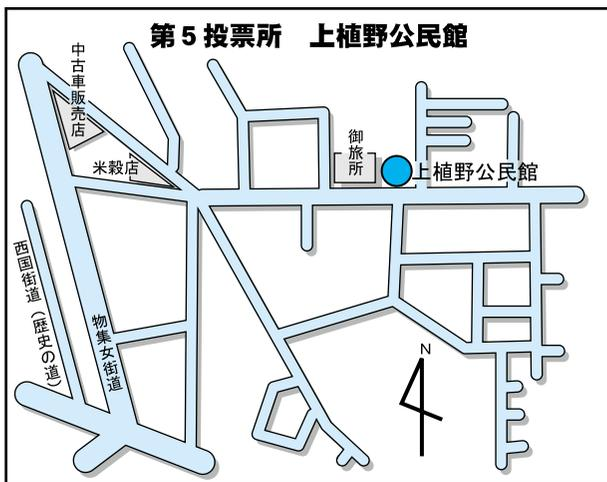 第５投票所　上植野公民館
中古車販売店
米穀店
御旅所
上植野公民館
西国街道（歴史の道）
物集女街道
N